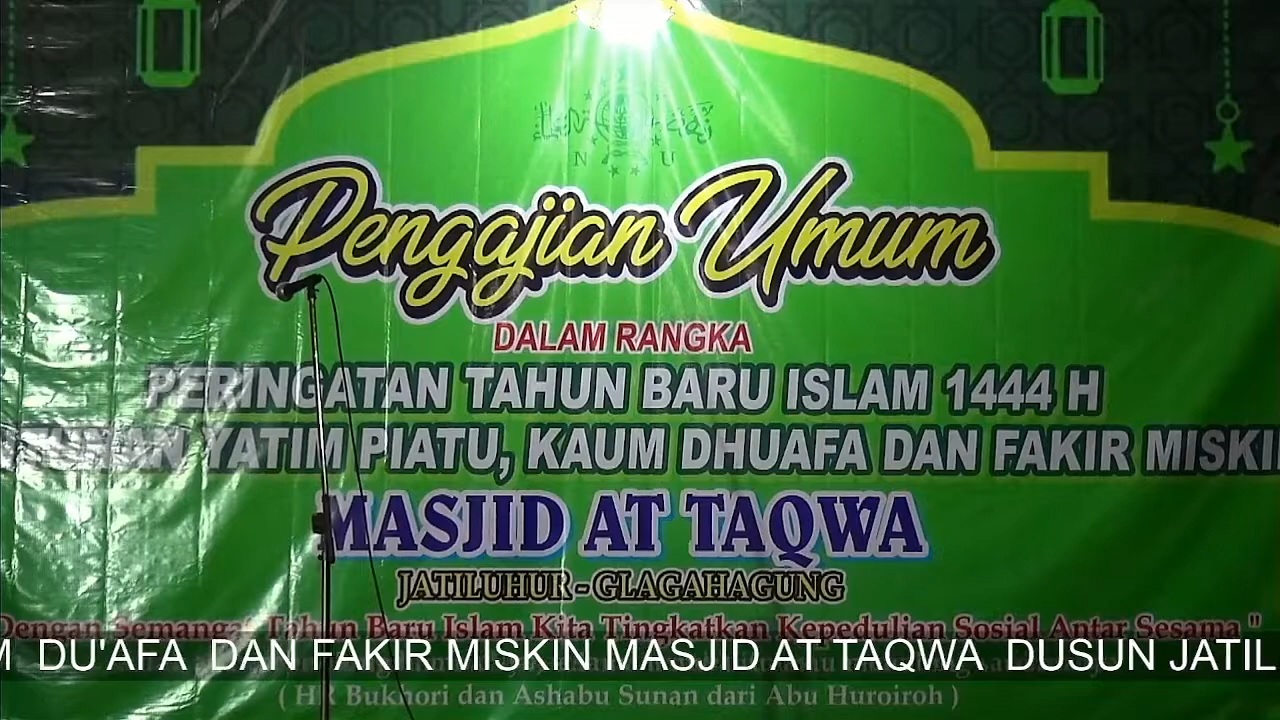 N U
Pengajian Umum
DALAM RANGKA
PERINGATAN TAHUN BARU ISLAM 1444 H
YATIM PIATU, KAUM DHUAFA DAN FAKIR MISKI
MASJID AT TAQWA
JATILUHUR - GLAGAHAGUNG
Dengan Semangat Tahun Baru Islam Kita Tingkatkan Kepedulian Sosial Antar Sesama "
M DU'AFA DAN FAKIR MISKIN MASJID AT TAQWA DUSUN JATIL
( HR Bukhori dan Ashabu Sunan dari Abu Huroiroh )